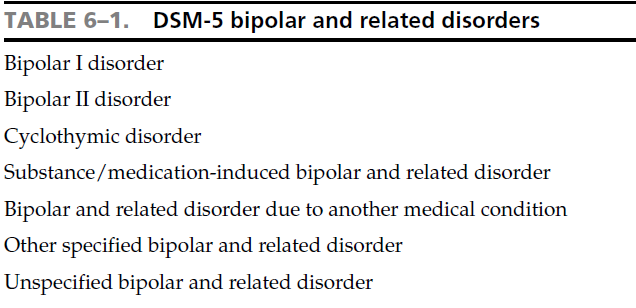 TABLE 6–1. DSM-5 bipolar and related disorders
Bipolar I disorder
Bipolar II disorder
Cyclothymic disorder
Substance/medication-induced bipolar and related disorder
Bipolar and related disorder due to another medical condition
Other specified bipolar and related disorder
Unspecified bipolar and related disorder